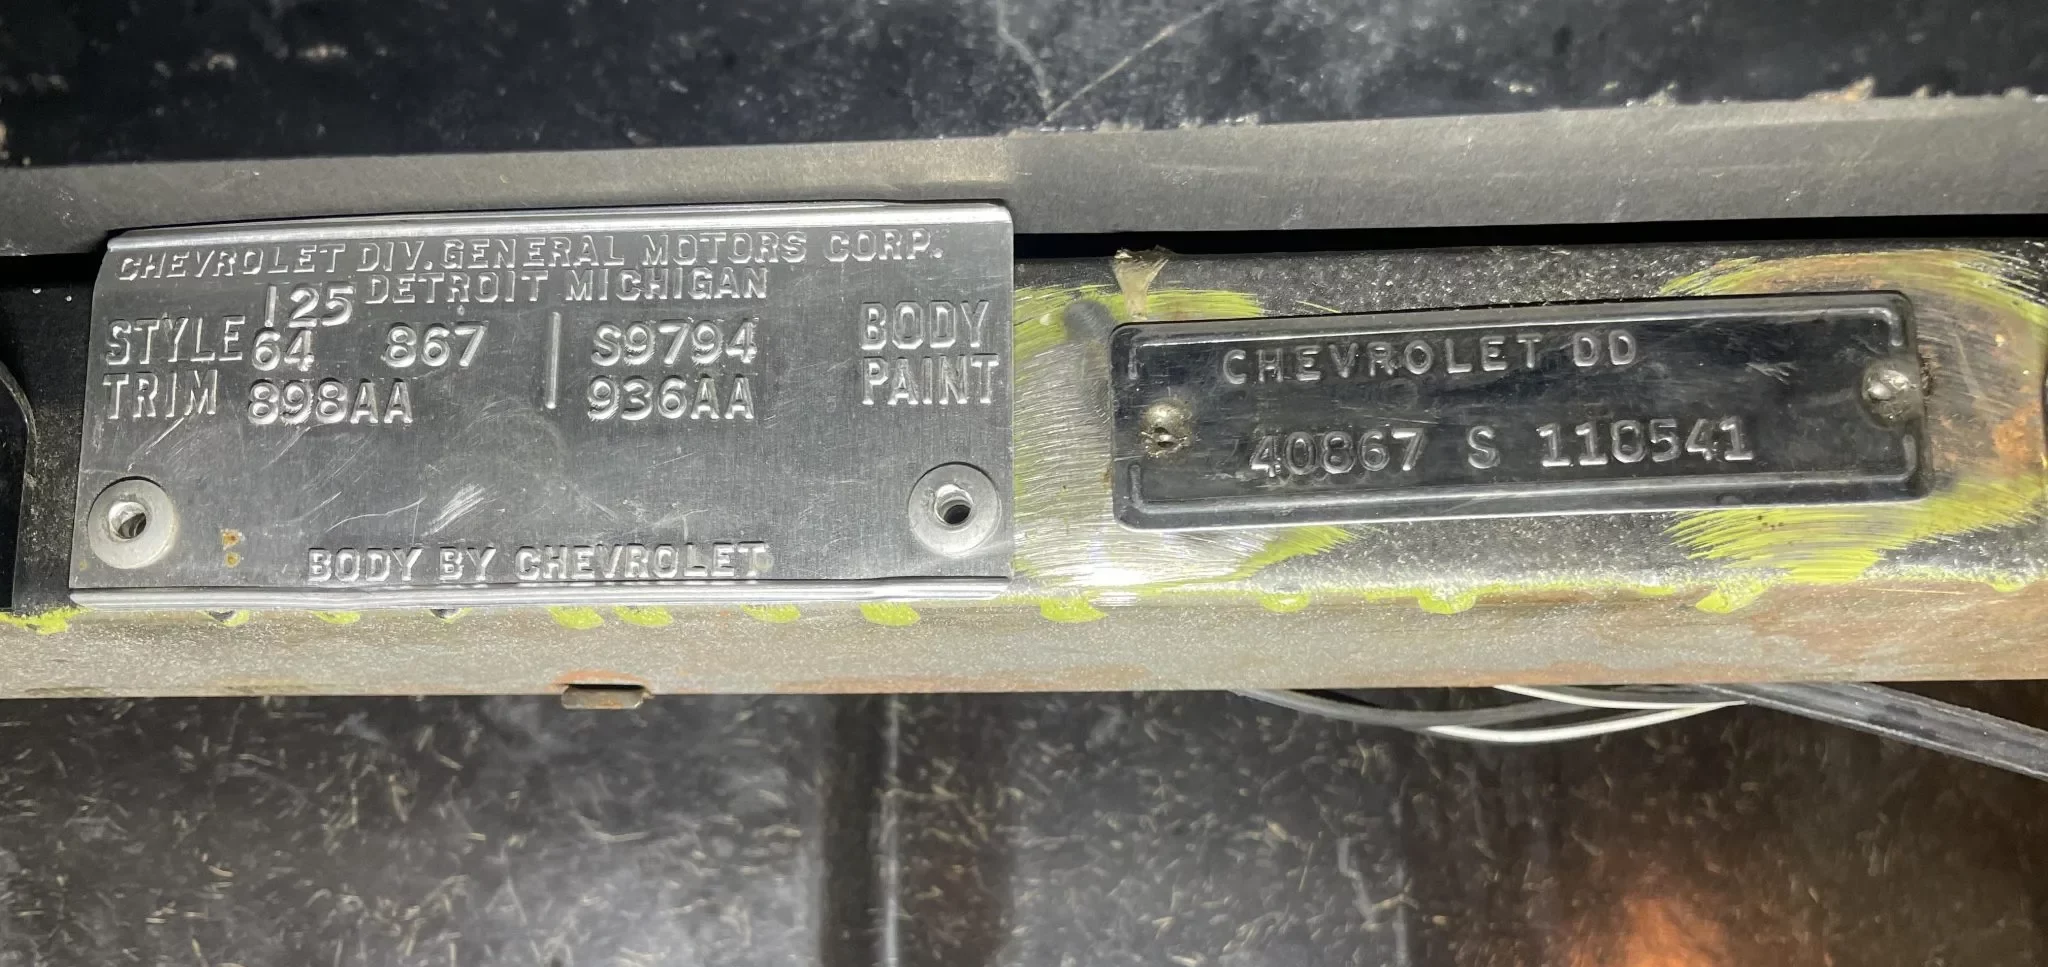 CHEVROLET DIV. GENERAL MOTORS CORP.
125 DETROIT MICHIGAN
STYLE 64 867 | S9794 BODY
TRIM 898AA | 936AA PAINT
BODY BY CHEVROLET
CHEVROLET DD
40867 S 110541